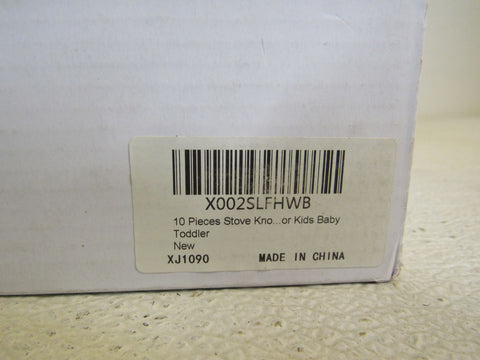 X002SLFHWB
10 Pieces Stove Kno...or Kids Baby
Toddler
New
XJ1090 MADE IN CHINA